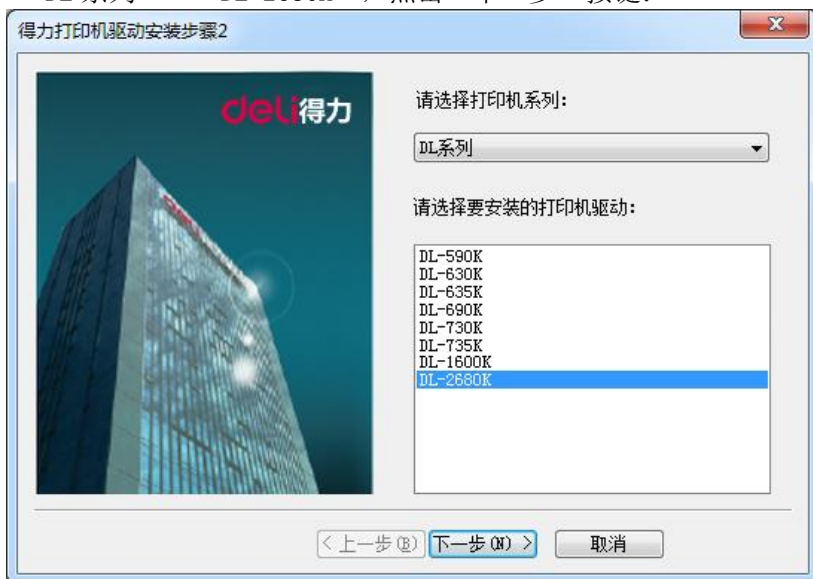 得力打印机驱动安装步骤2
deli得力
请选择打印机系列：
DL系列
请选择要安装的打印机驱动：
DL-590K
DL-630K
DL-635K
DL-690K
DL-730K
DL-735K
DL-1600K
DL-2680K
<上一步(B) 下一步(N)> 取消